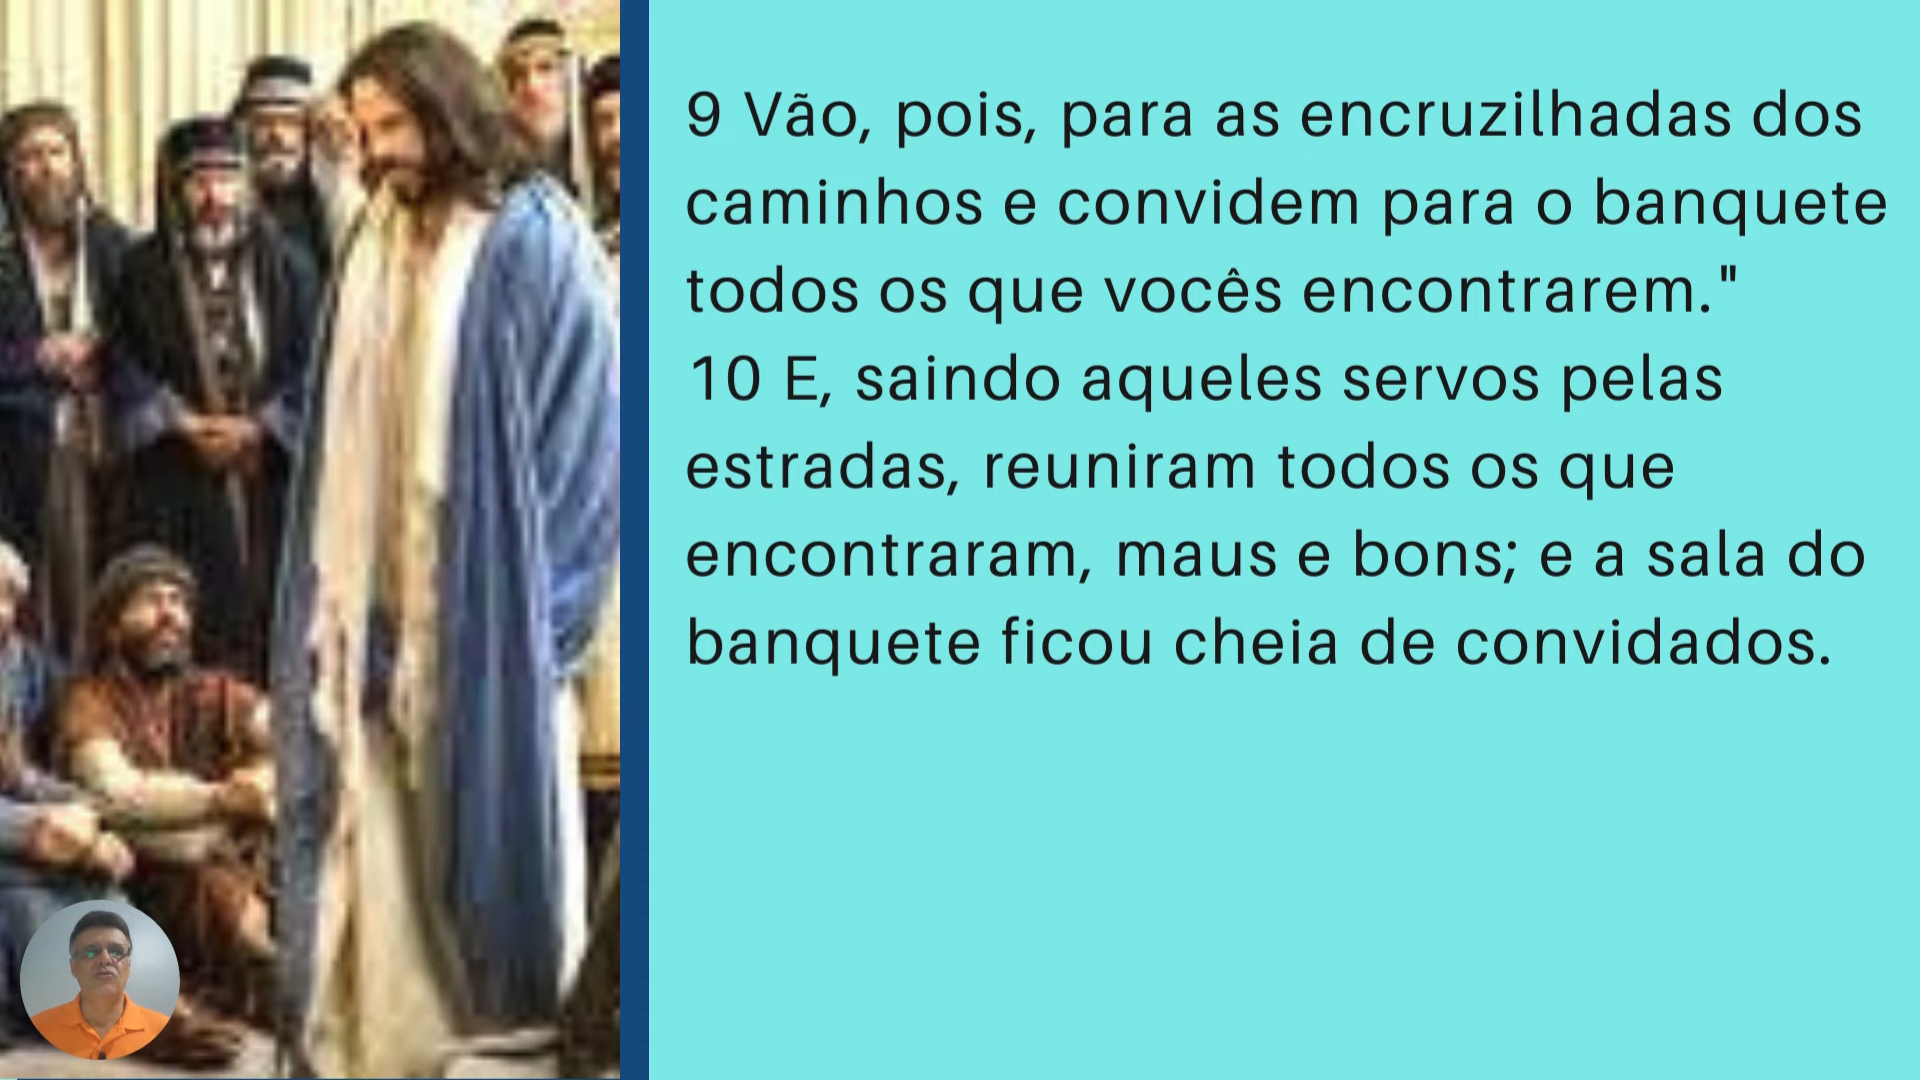 9 Vão, pois, para as encruzilhadas dos
caminhos e convidem para o banquete
todos os que vocês encontrarem."
10 E, saindo aqueles servos pelas
estradas, reuniram todos os que
encontraram, maus e bons; e a sala do
banquete ficou cheia de convidados.